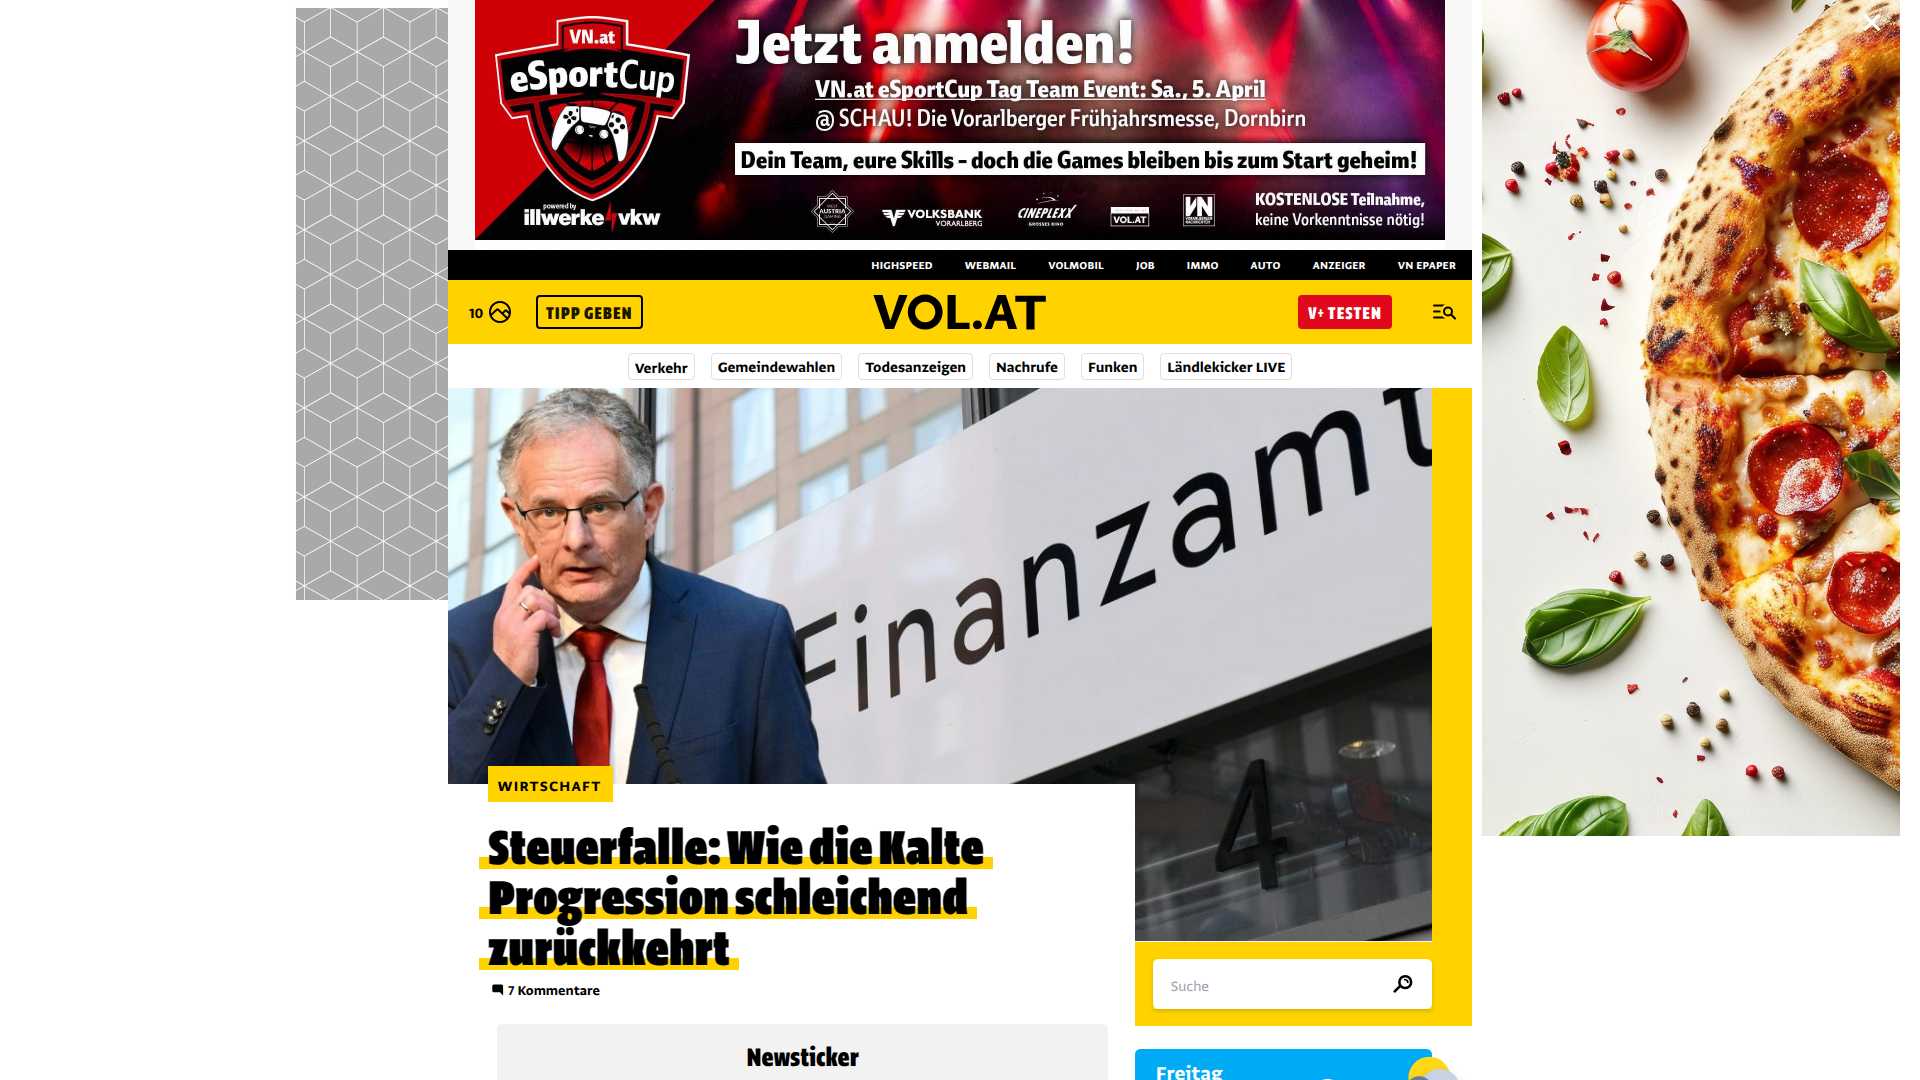 VN.at
eSportCup
powered by
illwerke vkw
Jetzt anmelden!
VN.at eSportCup Tag Team Event: Sa., 5. April
@ SCHAU! Die Vorarlberger Frühjahrsmesse, Dornbirn
Dein Team, eure Skills – doch die Games bleiben bis zum Start geheim!
AUSTRIA
VOLKSBANK
VORARLBERG
CINEPLEXX
VOL.AT
VN
KOSTENLOSE Teilnahme,
keine Vorkenntnisse nötig!
HIGHSPEED WEBMAIL VOLMOBIL JOB IMMO AUTO ANZEIGER VN EPAPER
10 TIPP GEBEN VOL.AT V+ TESTEN
Verkehr Gemeindewahlen Todesanzeigen Nachrufe Funken Ländlekicker LIVE
Finanzamt
4
WIRTSCHAFT
Steuerfalle: Wie die Kalte
Progression schleichend
zurückkehrt
7 Kommentare
Suche
Newsticker
Freitag